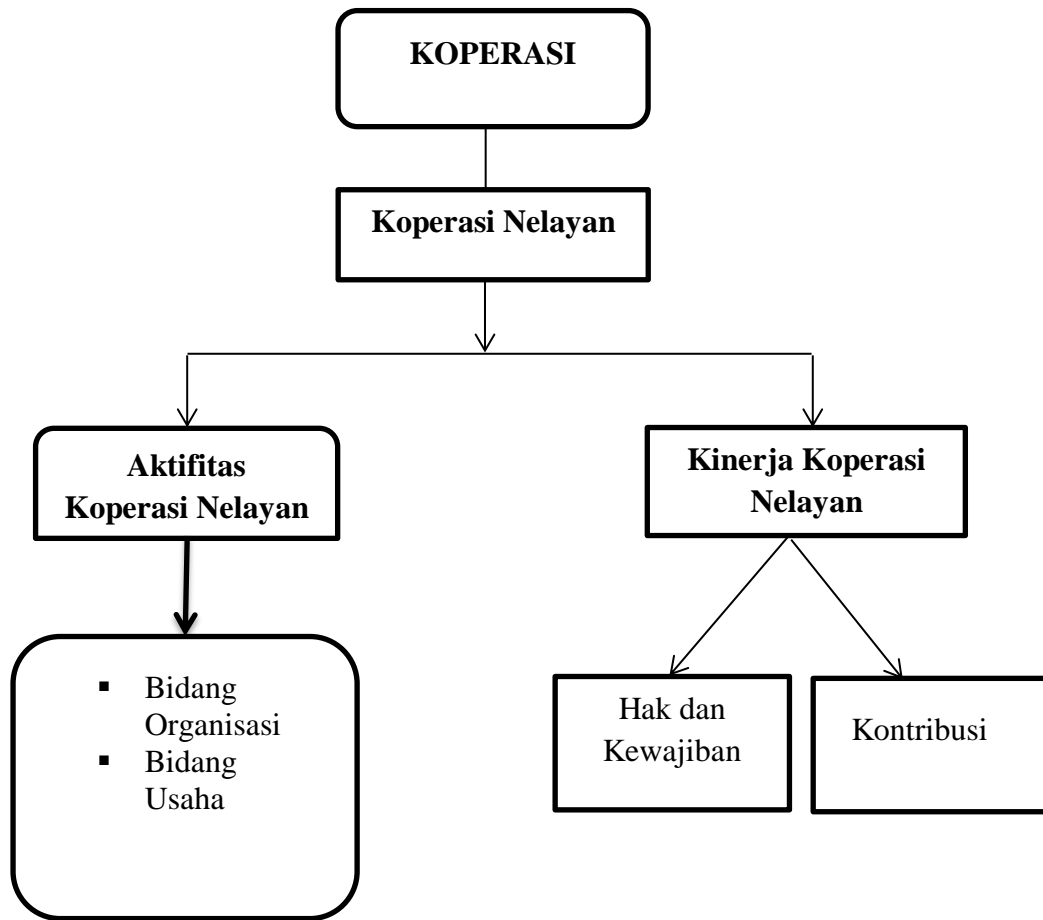 KOPERASI
Koperasi Nelayan
Aktifitas
Koperasi Nelayan
Kinerja Koperasi
Nelayan
▪ Bidang
Organisasi
▪ Bidang
Usaha
Hak dan
Kewajiban
Kontribusi